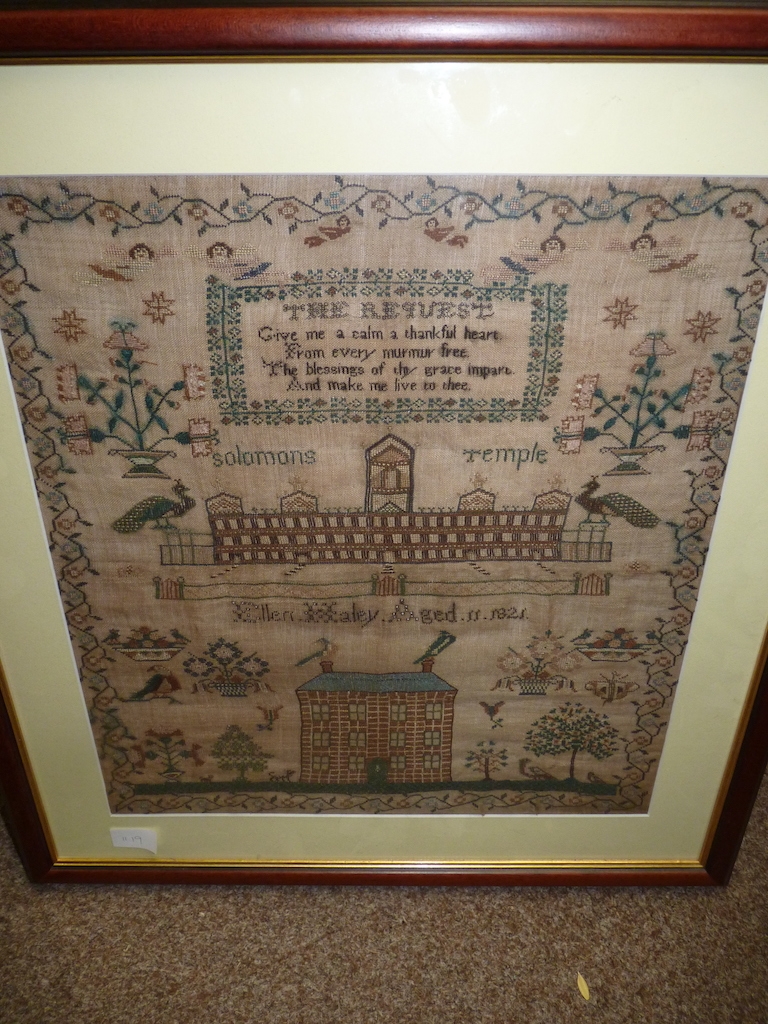 THE REQUEST
Give me a calm a thankful heart.
From every murmur free.
The blessings of thy grace impart.
And make me live to thee.
solomons Temple
Ellen Haley. Aged. 11. 1821